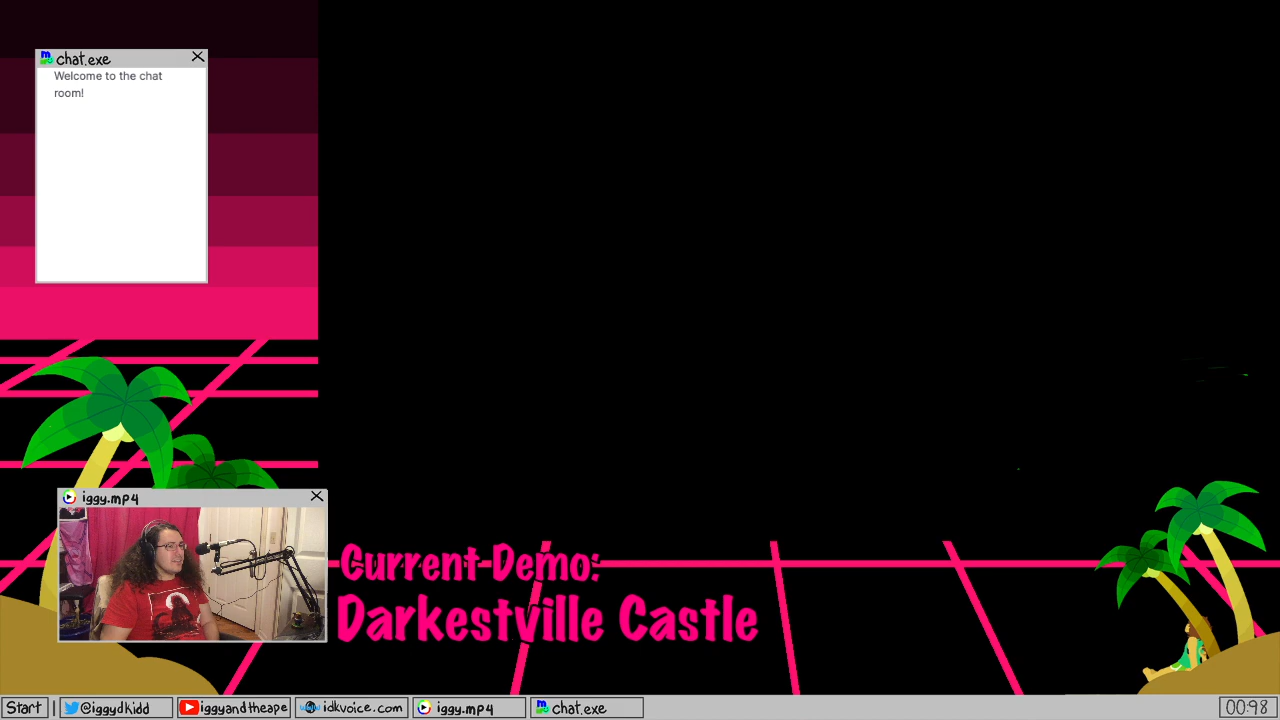 chat.exe
Welcome to the chat
room!
iggy.mp4
Current Demo:
Darkestville Castle
Start
@iggydkidd
iggyandtheape
www
idkvoice.com
iggy.mp4
chat.exe
00:98